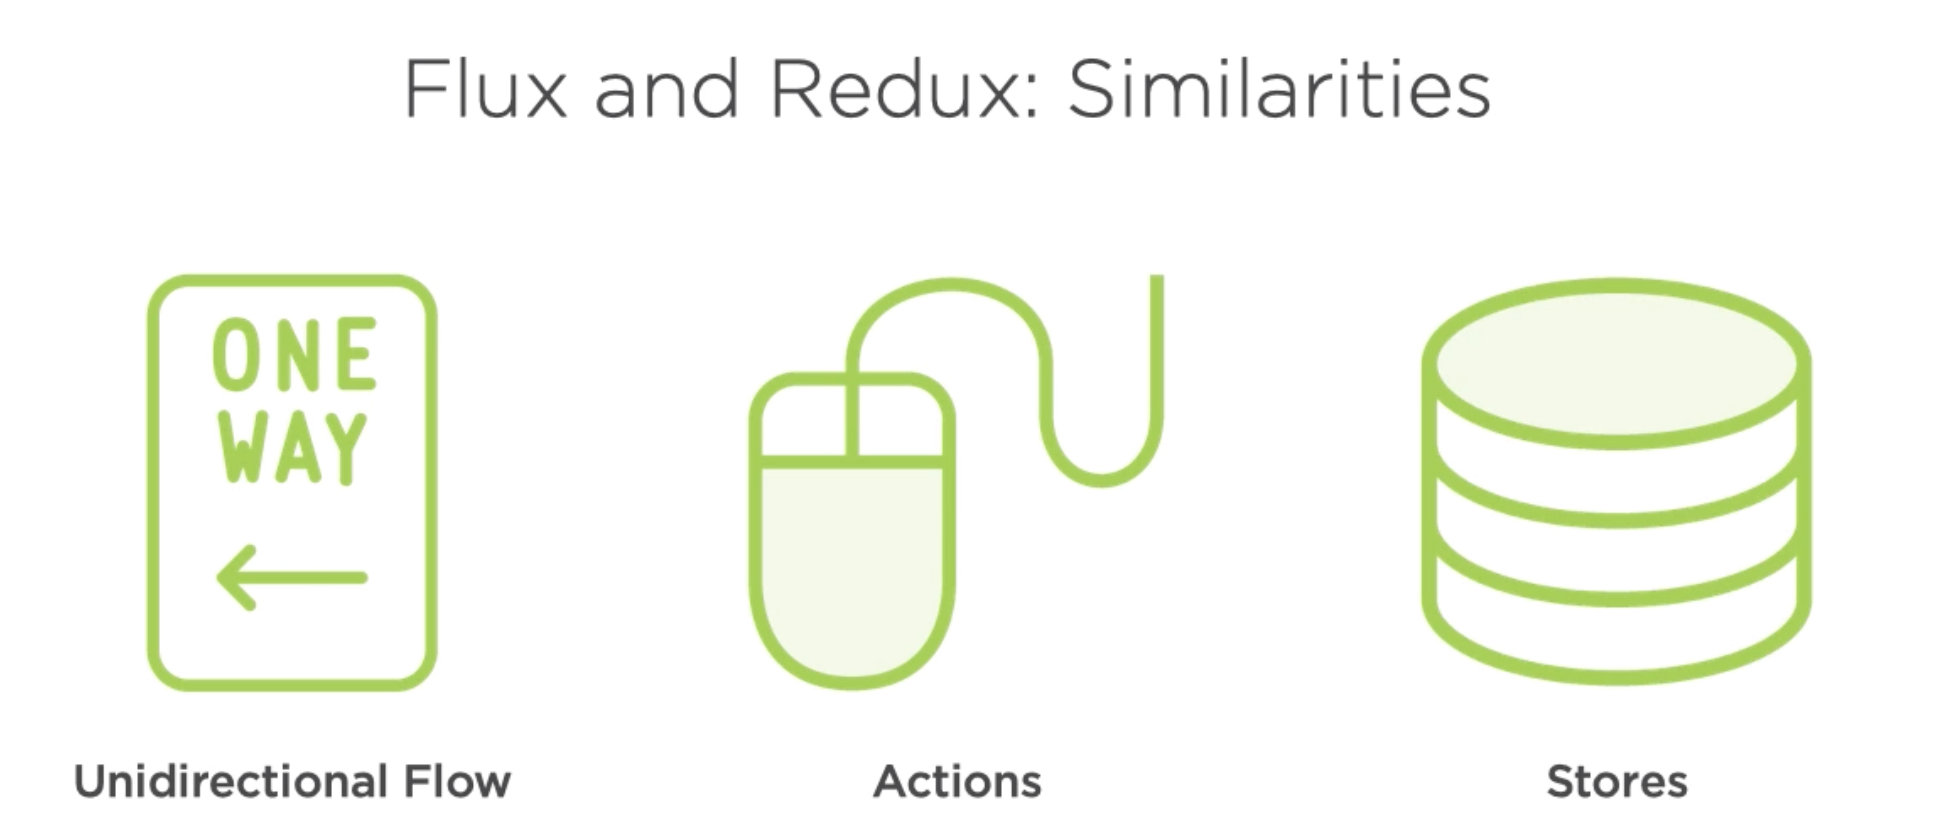 Flux and Redux: Similarities
ONE
WAY
Unidirectional Flow
Actions
Stores